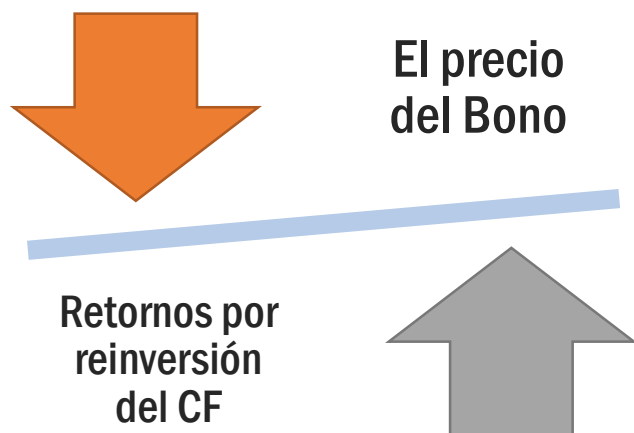 El precio
del Bono
Retornos por
reinversión
del CF